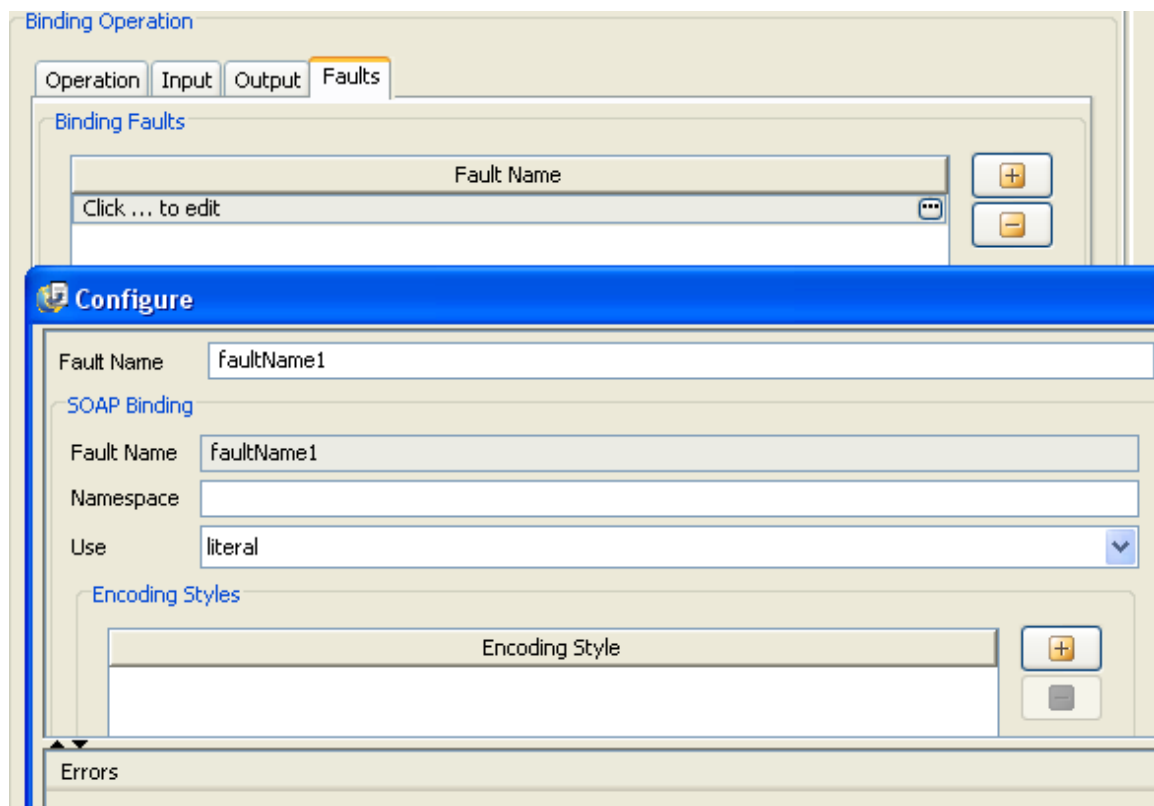 Binding Operation
Operation Input Output Faults
Binding Faults
Fault Name
Click ... to edit
Configure
Fault Name faultName1
SOAP Binding
Fault Name faultName1
Namespace
Use literal
Encoding Styles
Encoding Style
Errors